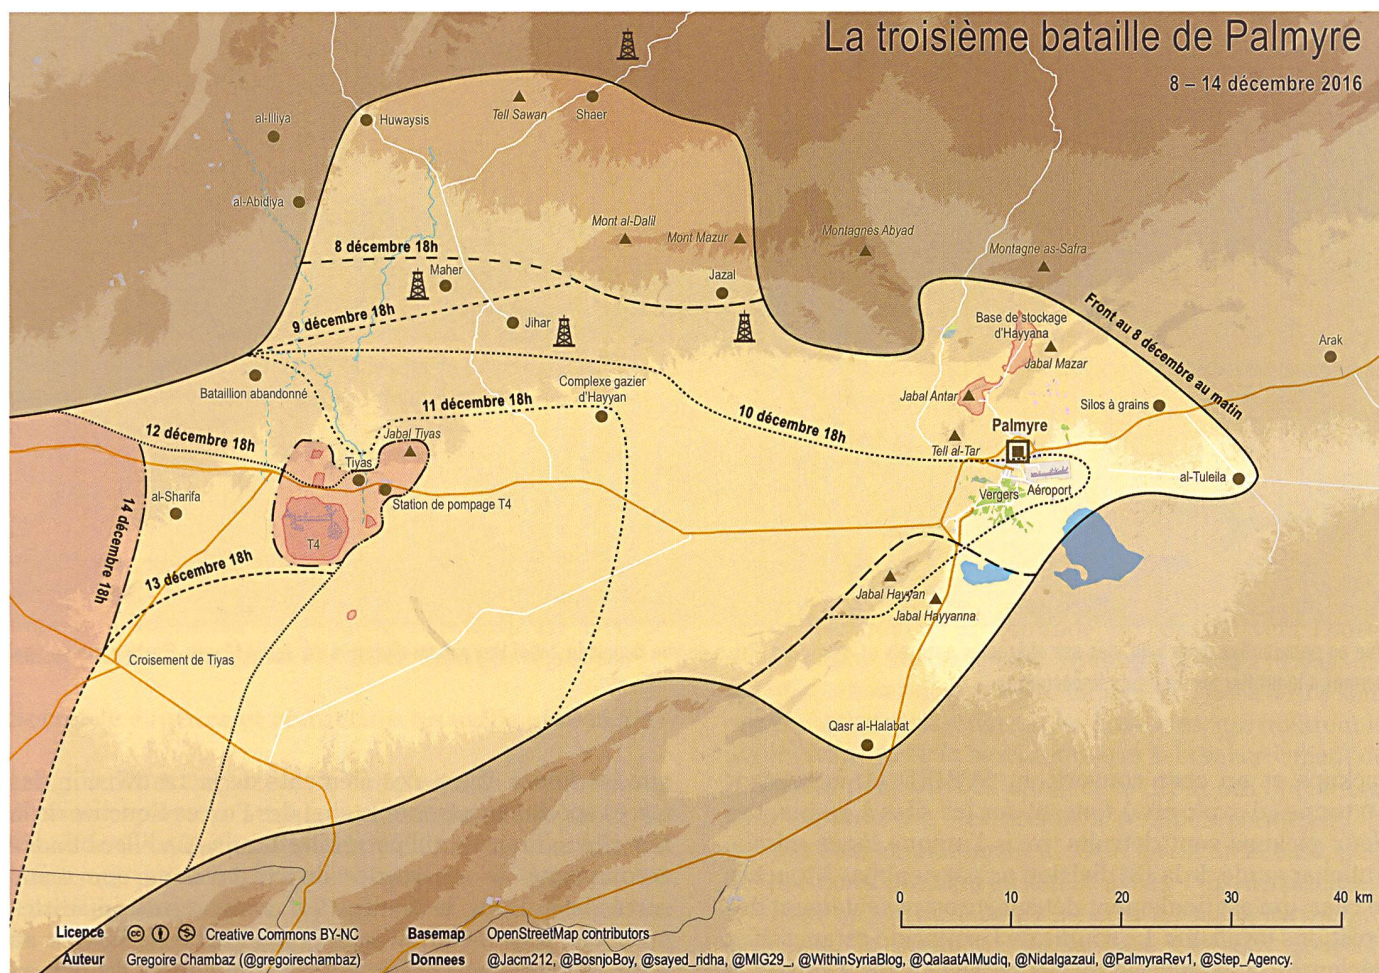 La troisième bataille de Palmyre
8 – 14 décembre 2016
al-Illiya
Huwaysis
Tell Sawan
Shaer
al-Abidiya
Mont al-Dalil
Mont Mazur
Montagnes Abyad
Montagne as-Safra
8 décembre 18h
Maher
Jazal
9 décembre 18h
Jihar
Base de stockage
d'Hayyana
Front au 8 décembre au matin
Arak
Jabal Mazar
Bataillion abandonné
Complexe gazier
d'Hayyan
11 décembre 18h
10 décembre 18h
Jabal Antar
Silos à grains
12 décembre 18h
Jabal Tiyas
Palmyre
Tell al-Tar
Tiyas
al-Sharifa
Station de pompage T4
Vergers
Aéroport
al-Tuleila
T4
14 décembre 18h
13 décembre 18h
Jabal Hayyan
Jabal Hayyanna
Croisement de Tiyas
Qasr al-Halabat
0 10 20 30 40 km
Licence Creative Commons BY-NC
Basemap OpenStreetMap contributors
Auteur Gregoire Chambaz (@gregoirechambaz)
Donnees @Jacm212, @BosnjoBoy, @sayed_ridha, @MIG29_, @WithinSyriaBlog, @QalaatAlMudiq, @Nidalgazaui, @PalmyraRev1, @Step_Agency.